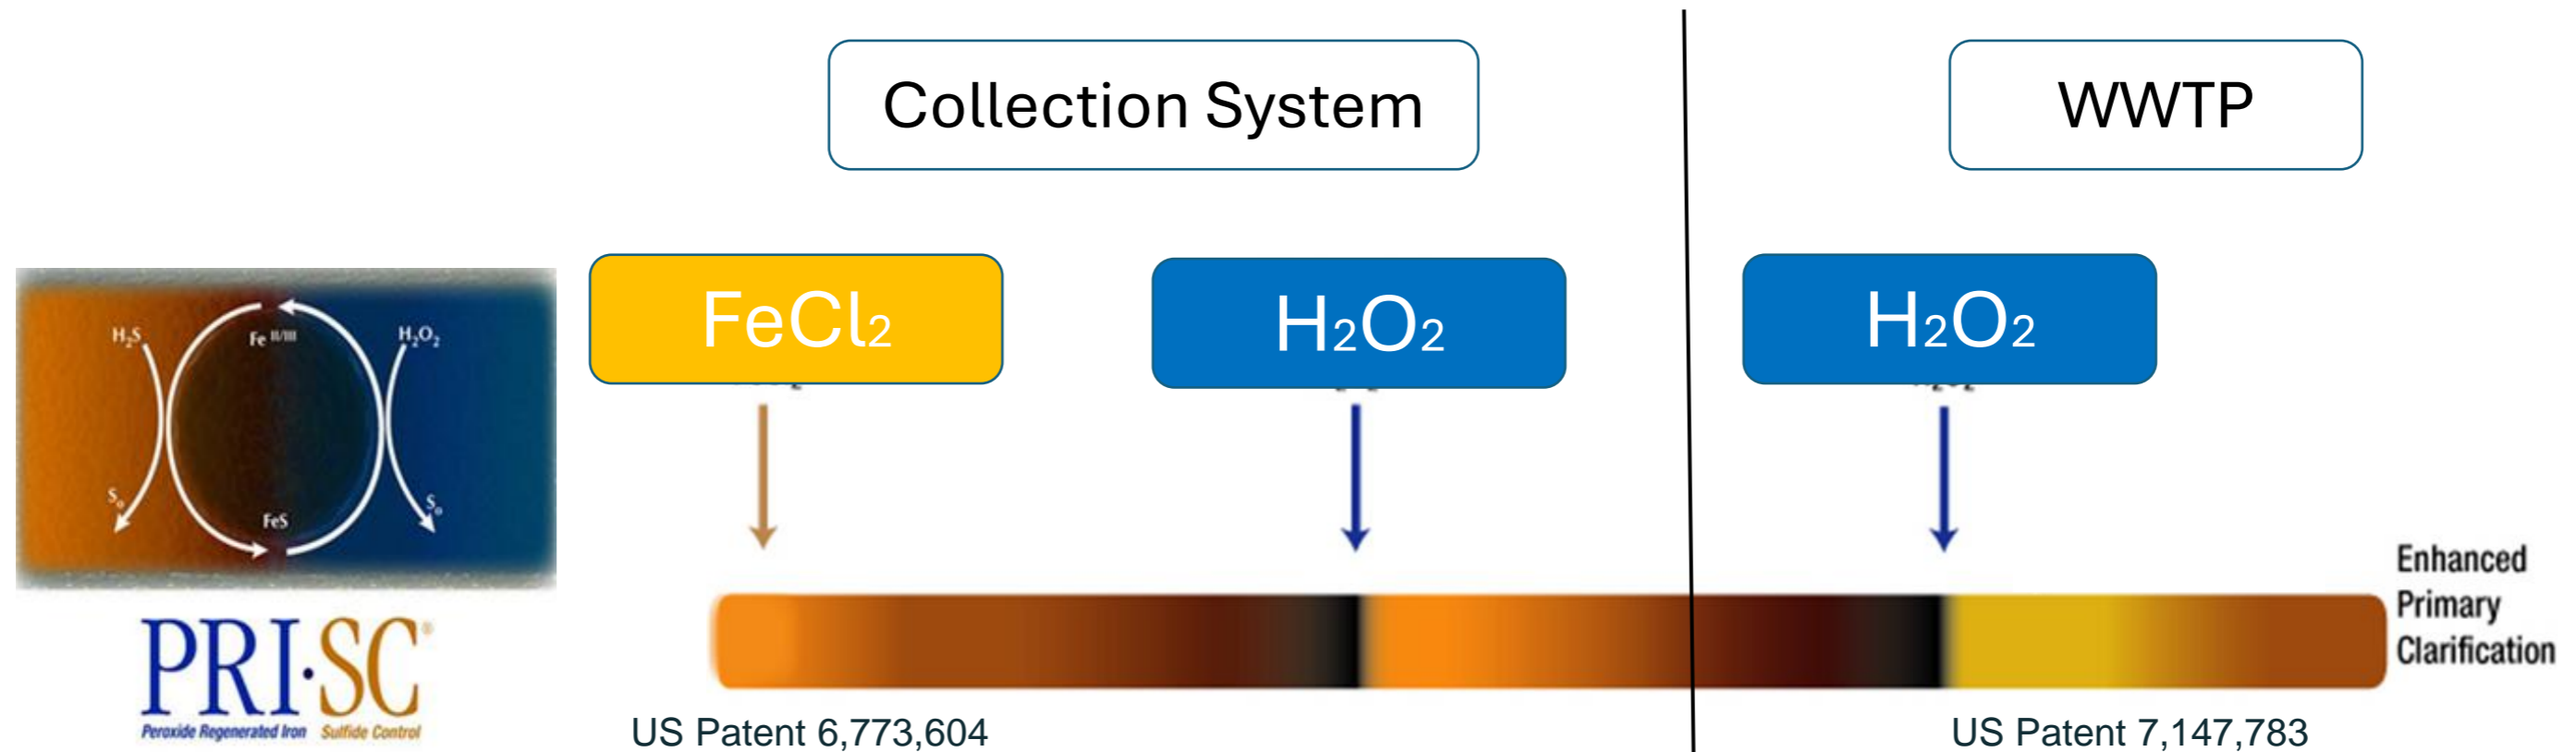 Collection System
WWTP
FeCl₂
H₂O₂
H₂O₂
H₂S
Fe II/III
H₂O₂
S₀
FeS
S₀
PRI·SC®
Peroxide Regenerated Iron Sulfide Control
Enhanced
Primary
Clarification
US Patent 6,773,604
US Patent 7,147,783